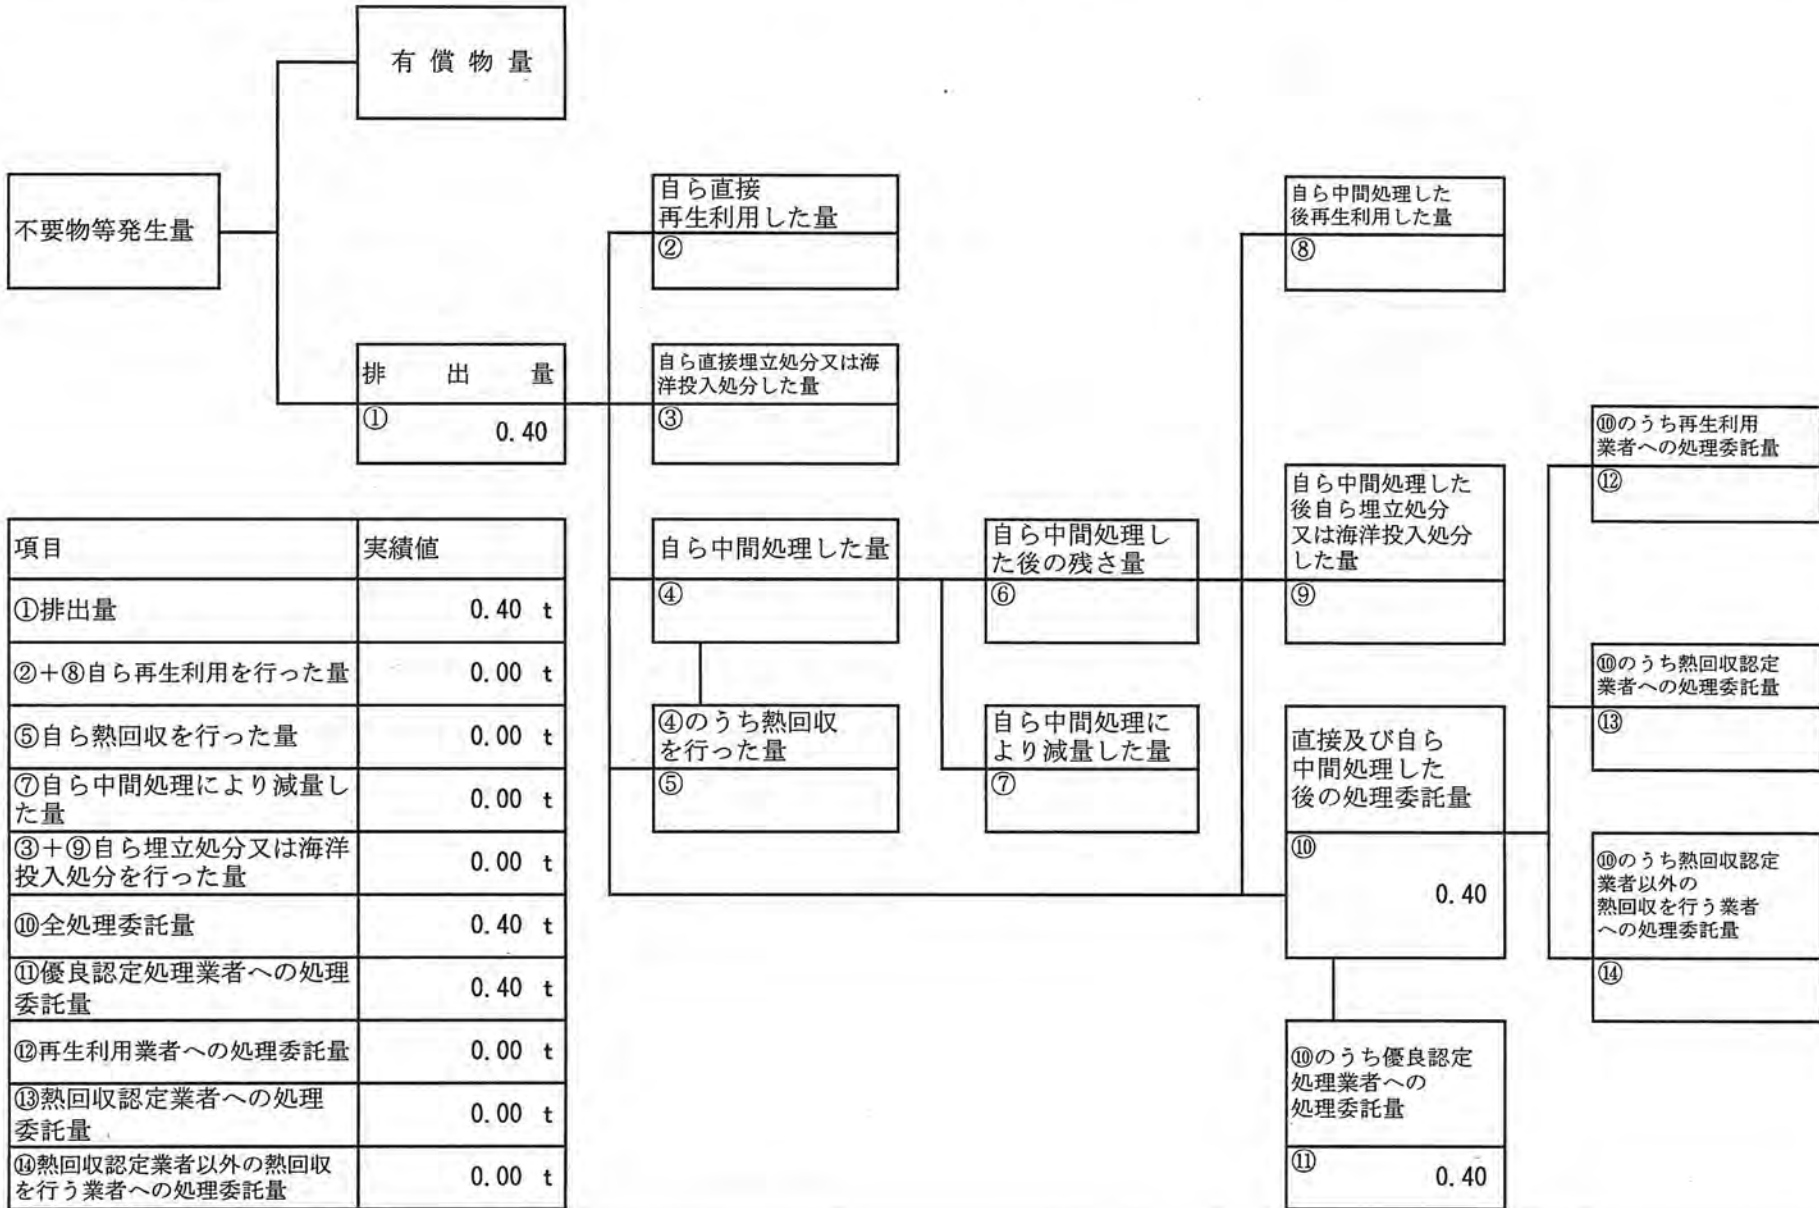 有償物量
不要物等発生量
排出量
①
0.40
自ら直接
再生利用した量
②
自ら直接埋立処分又は海
洋投入処分した量
③
自ら中間処理した量
④
④のうち熱回収
を行った量
⑤
自ら中間処理し
た後の残さ量
⑥
自ら中間処理に
より減量した量
⑦
自ら中間処理した
後再生利用した量
⑧
自ら中間処理した
後自ら埋立処分
又は海洋投入処分
した量
⑨
直接及び自ら
中間処理した
後の処理委託量
⑩
0.40
⑩のうち優良認定
処理業者への
処理委託量
⑪
0.40
⑩のうち再生利用
業者への処理委託量
⑫
⑩のうち熱回収認定
業者への処理委託量
⑬
⑩のうち熱回収認定
業者以外の
熱回収を行う業者
への処理委託量
⑭
項目 実績値
①排出量 0.40 t
②+⑧自ら再生利用を行った量 0.00 t
⑤自ら熱回収を行った量 0.00 t
⑦自ら中間処理により減量し
た量 0.00 t
③+⑨自ら埋立処分又は海洋
投入処分を行った量 0.00 t
⑩全処理委託量 0.40 t
⑪優良認定処理業者への処理
委託量 0.40 t
⑫再生利用業者への処理委託量 0.00 t
⑬熱回収認定業者への処理
委託量 0.00 t
⑭熱回収認定業者以外の熱回収
を行う業者への処理委託量 0.00 t